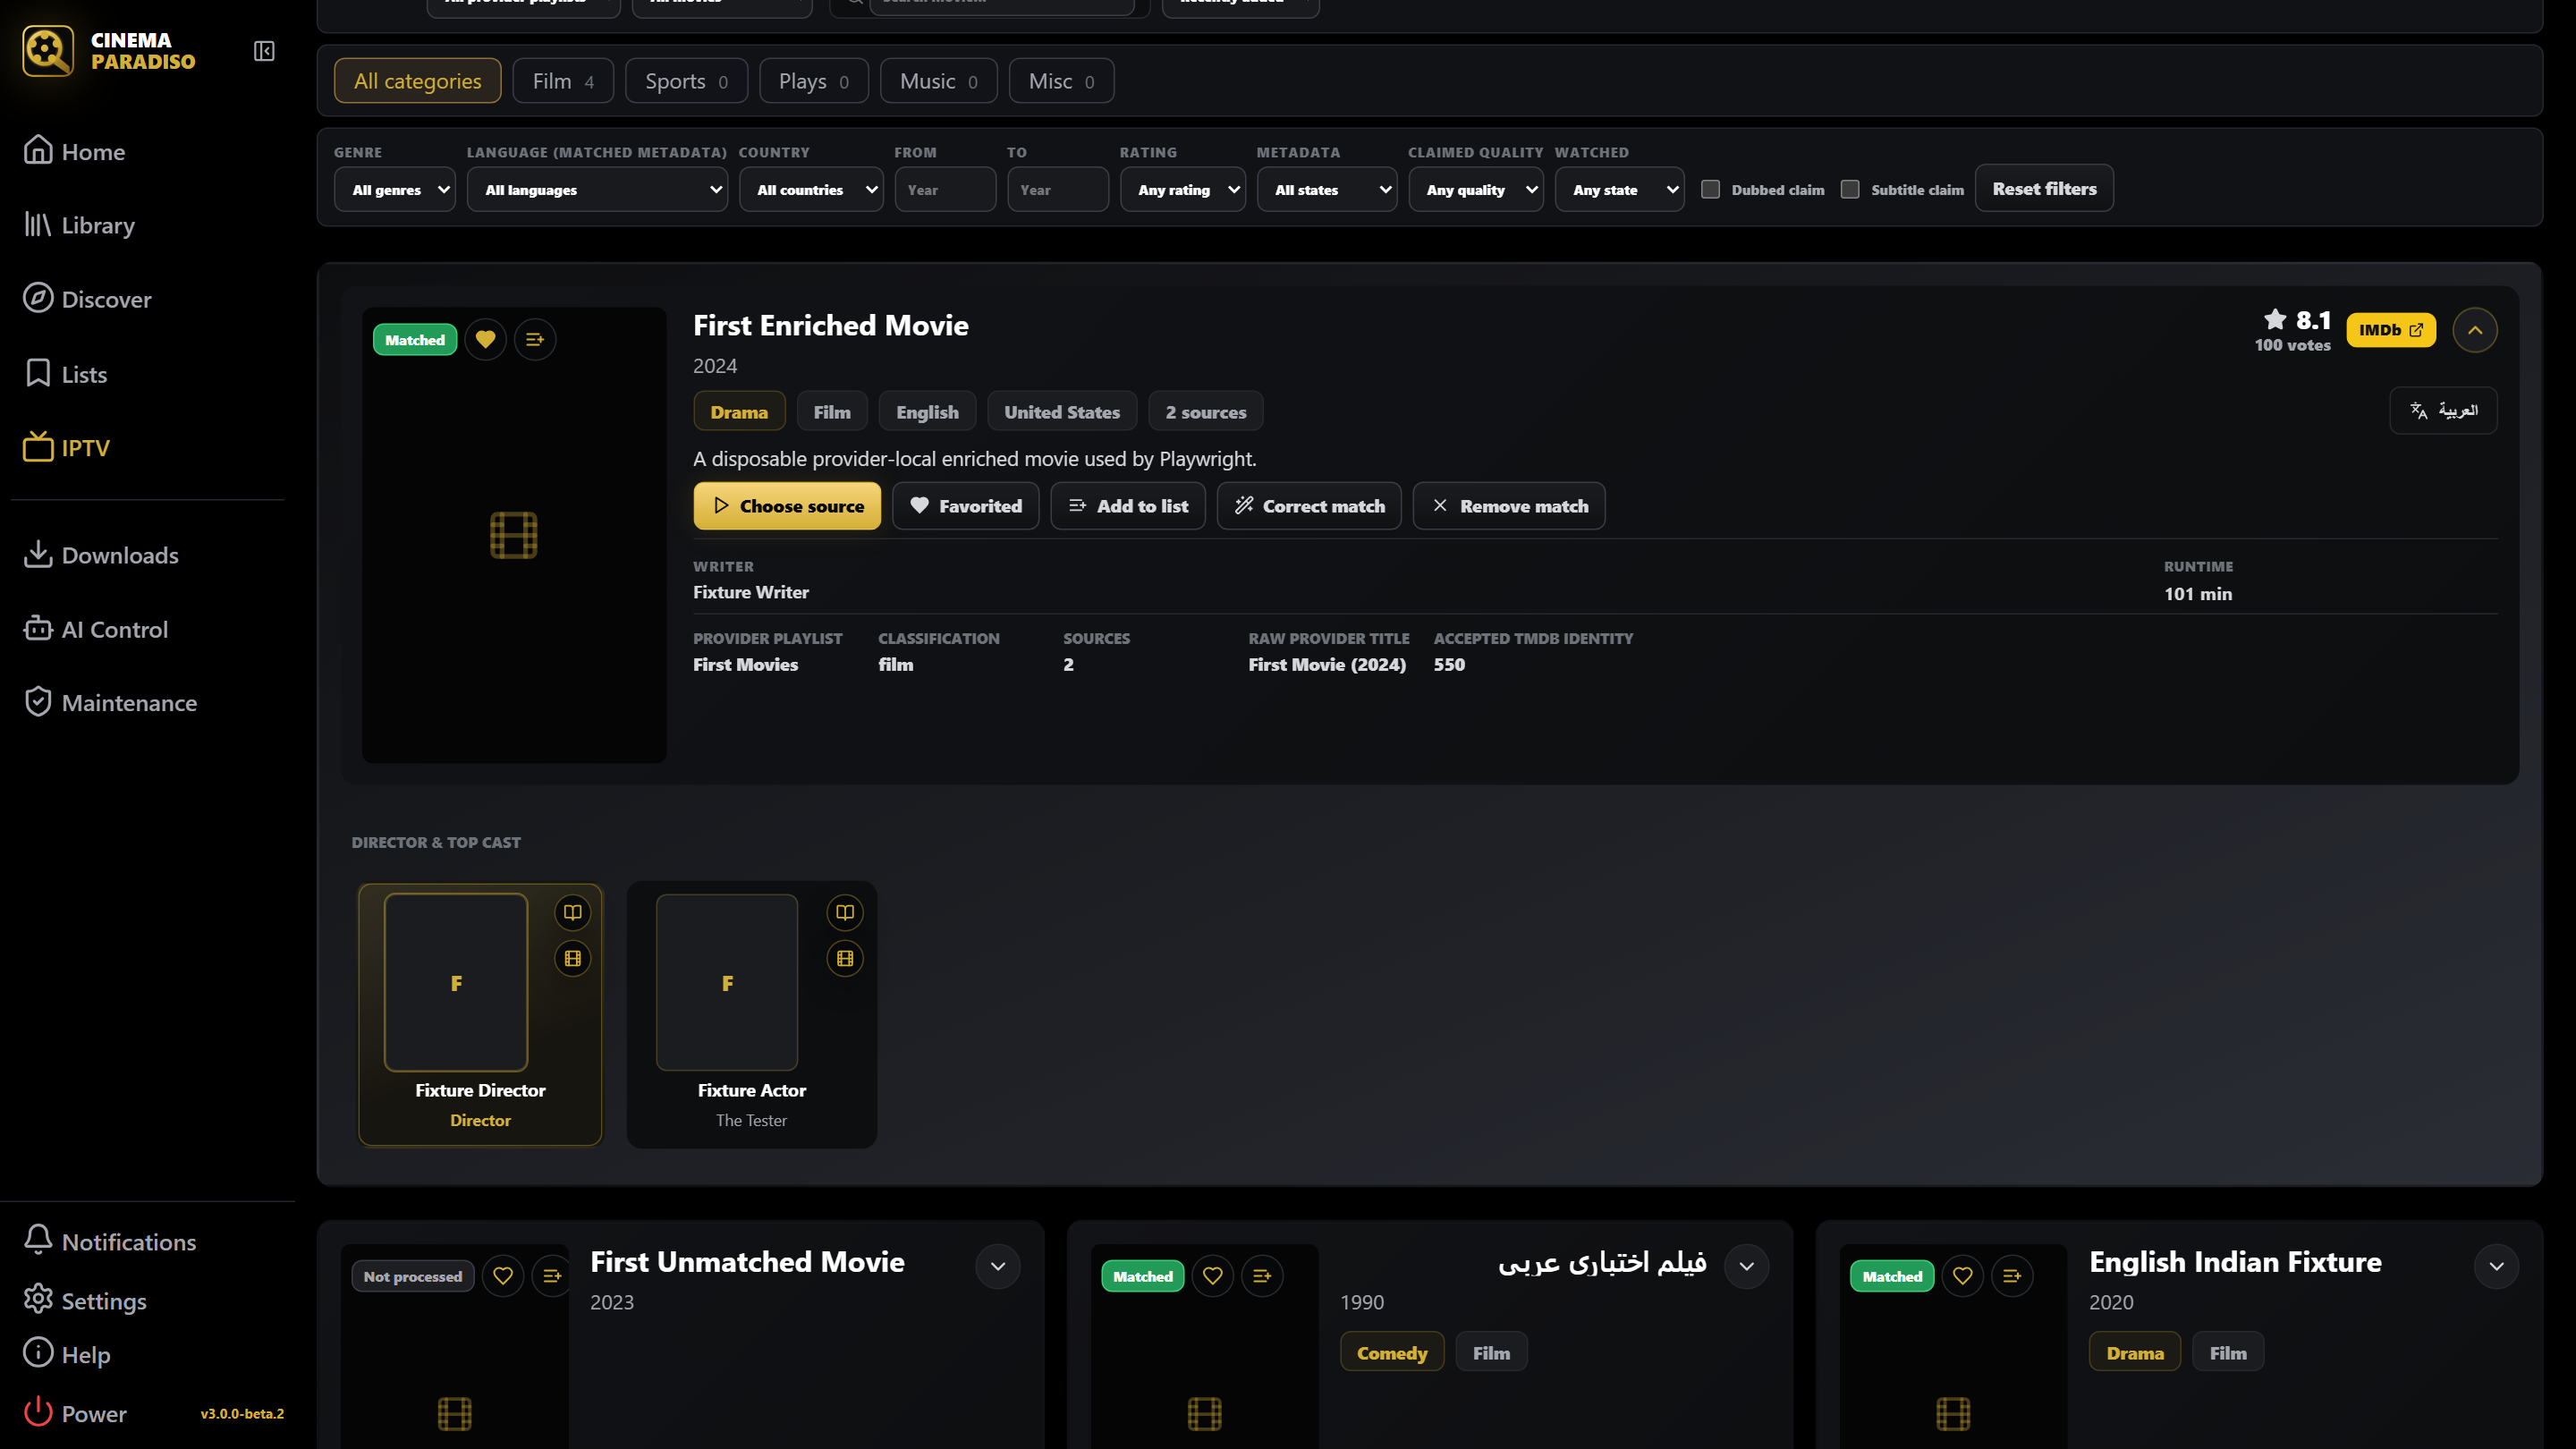 CINEMA
PARADISO
Home
Library
Discover
Lists
IPTV
Downloads
AI Control
Maintenance
Notifications
Settings
Help
Power v3.0.0-beta.2
All categories Film 4 Sports 0 Plays 0 Music 0 Misc 0
GENRE LANGUAGE (MATCHED METADATA) COUNTRY FROM TO RATING METADATA CLAIMED QUALITY WATCHED
All genres All languages All countries Year Year Any rating All states Any quality Any state Dubbed claim Subtitle claim Reset filters
Matched
First Enriched Movie
8.1
100 votes
IMDb
2024
Drama Film English United States 2 sources
العربية
A disposable provider-local enriched movie used by Playwright.
Choose source Favorited Add to list Correct match Remove match
WRITER RUNTIME
Fixture Writer 101 min
PROVIDER PLAYLIST CLASSIFICATION SOURCES RAW PROVIDER TITLE ACCEPTED TMDB IDENTITY
First Movies film 2 First Movie (2024) 550
DIRECTOR & TOP CAST
F F
Fixture Director Fixture Actor
Director The Tester
Not processed
First Unmatched Movie
2023
Matched
فيلم اختباري عربي
1990
Comedy Film
Matched
English Indian Fixture
2020
Drama Film